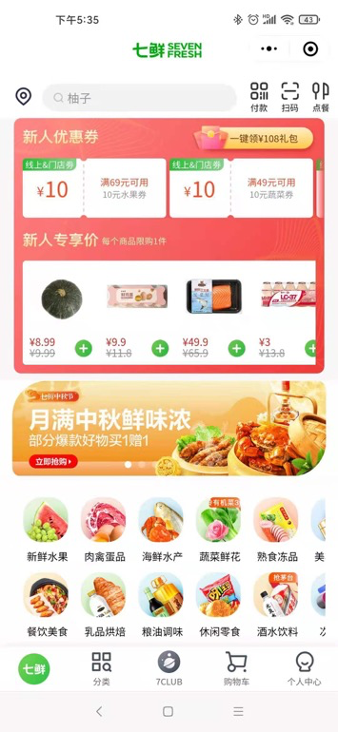 下午5:35
43
七鲜 SEVEN FRESH
柚子
付款 扫码 点餐
新人优惠券
一键领¥108礼包
线上&门店券
¥10
满69元可用
10元水果券
线上&门店券
¥10
满49元可用
10元蔬菜券
新人专享价 每个商品限购1件
¥8.99 ¥9.9 ¥49.9 ¥3
¥9.99 ¥11.8 ¥65.9 ¥13.8
七鲜中秋节
月满中秋鲜味浓
部分爆款好物买1赠1
立即抢购
有机菜3
新鲜水果 肉禽蛋品 海鲜水产 蔬菜鲜花 熟食冻品 美
抢茅台
餐饮美食 乳品烘焙 粮油调味 休闲零食 酒水饮料
七鲜
分类 7CLUB 购物车 个人中心